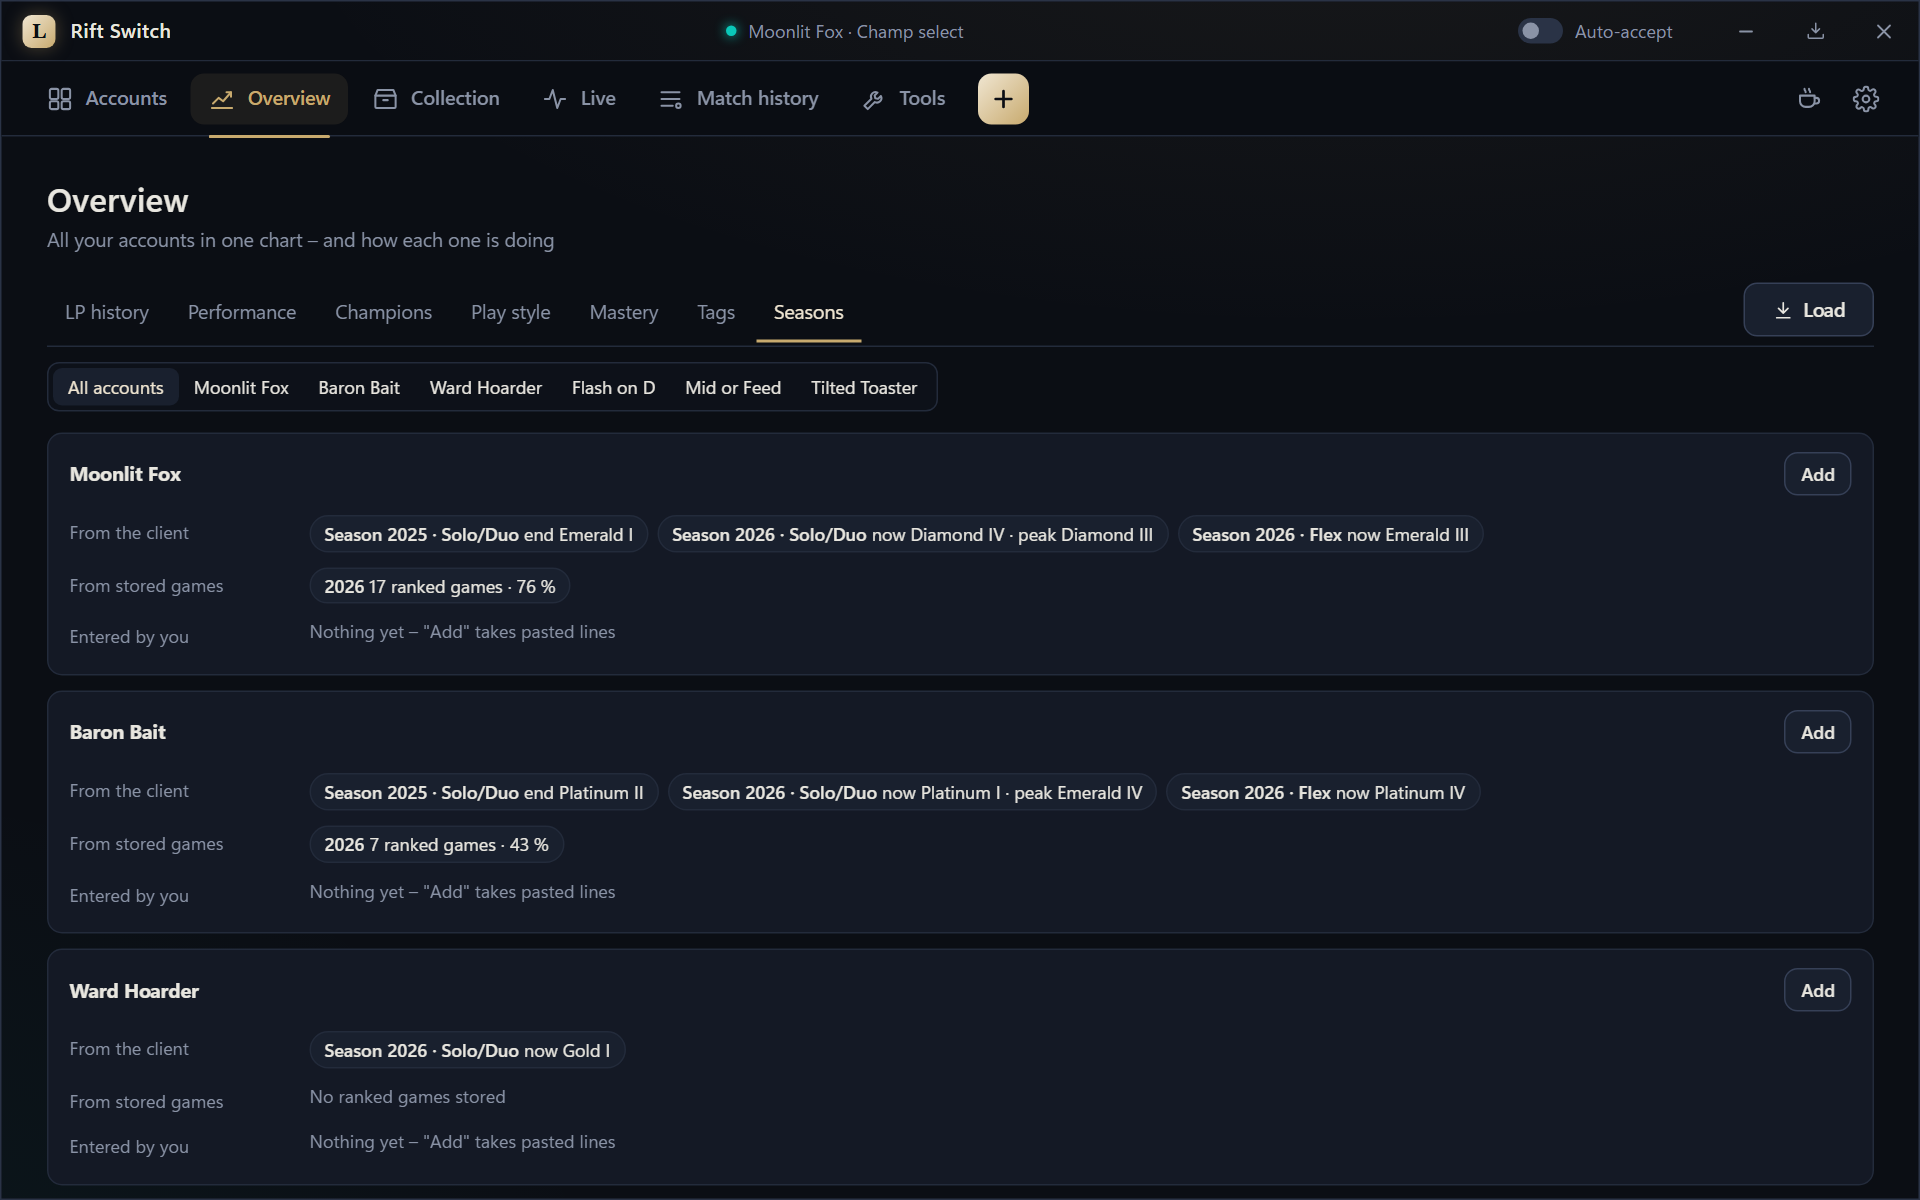 L Rift Switch
Moonlit Fox · Champ select
Auto-accept
Accounts
Overview
Collection
Live
Match history
Tools
+
Overview
All your accounts in one chart – and how each one is doing
LP history
Performance
Champions
Play style
Mastery
Tags
Seasons
Load
All accounts
Moonlit Fox
Baron Bait
Ward Hoarder
Flash on D
Mid or Feed
Tilted Toaster
Moonlit Fox
Add
From the client
Season 2025 · Solo/Duo end Emerald I
Season 2026 · Solo/Duo now Diamond IV · peak Diamond III
Season 2026 · Flex now Emerald III
From stored games
2026 17 ranked games · 76 %
Entered by you
Nothing yet – "Add" takes pasted lines
Baron Bait
Add
From the client
Season 2025 · Solo/Duo end Platinum II
Season 2026 · Solo/Duo now Platinum I · peak Emerald IV
Season 2026 · Flex now Platinum IV
From stored games
2026 7 ranked games · 43 %
Entered by you
Nothing yet – "Add" takes pasted lines
Ward Hoarder
Add
From the client
Season 2026 · Solo/Duo now Gold I
From stored games
No ranked games stored
Entered by you
Nothing yet – "Add" takes pasted lines